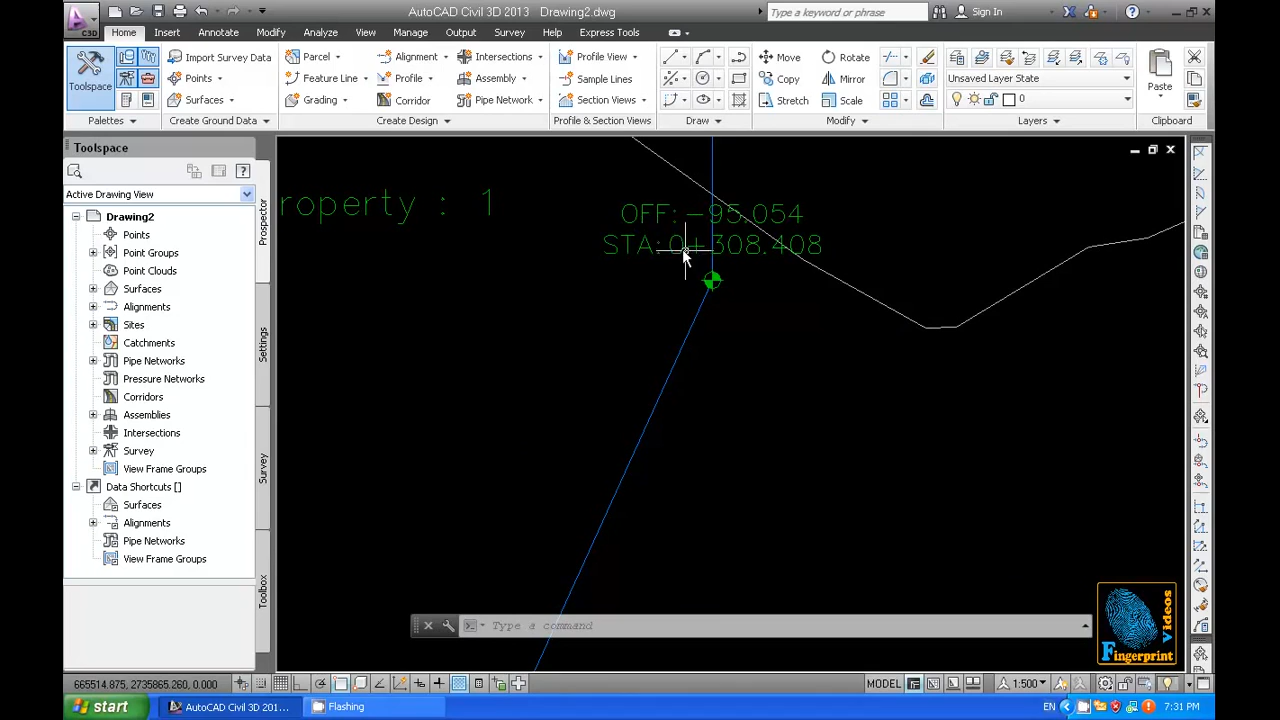 AutoCAD Civil 3D 2013   Drawing2.dwg
Type a keyword or phrase
Sign In
C3D
Home Insert Annotate Modify Analyze View Manage Output Survey Help Express Tools
Toolspace
Import Survey Data
Points
Surfaces
Parcel
Feature Line
Grading
Alignment
Profile
Corridor
Intersections
Assembly
Pipe Network
Profile View
Sample Lines
Section Views
Move
Copy
Stretch
Rotate
Mirror
Scale
Unsaved Layer State
0
Paste
Palettes
Create Ground Data
Create Design
Profile & Section Views
Draw
Modify
Layers
Clipboard
Toolspace
Active Drawing View
Drawing2
Points
Point Groups
Point Clouds
Surfaces
Alignments
Sites
Catchments
Pipe Networks
Pressure Networks
Corridors
Assemblies
Intersections
Survey
View Frame Groups
Data Shortcuts []
Surfaces
Alignments
Pipe Networks
View Frame Groups
Prospector
Settings
Survey
Toolbox
roperty : 1
OFF:-95.054
STA:0+308.408
Type a command
Fingerprint
Videos
665514.875, 2735865.260, 0.000
MODEL
1:500
start
AutoCAD Civil 3D 201...
Flashing
EN
7:31 PM